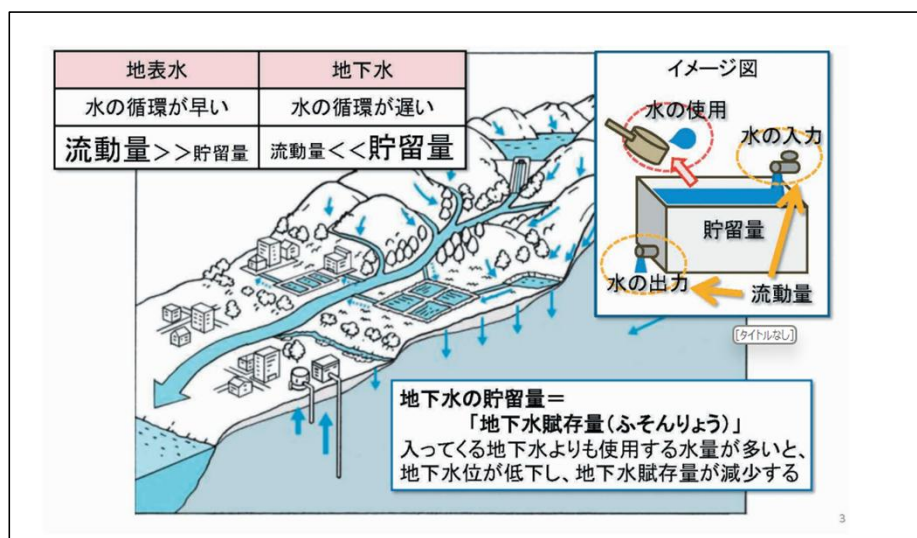 地表水 地下水
水の循環が早い 水の循環が遅い
流動量>>貯留量 流動量<<貯留量
イメージ図
水の使用
水の入力
貯留量
水の出力
流動量
[タイトルなし]
地下水の貯留量=
「地下水賦存量(ふそんりょう)」
入ってくる地下水よりも使用する水量が多いと、
地下水位が低下し、地下水賦存量が減少する
3